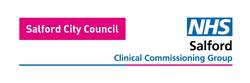 Salford City Council
NHS
Salford
Clinical Commissioning Group